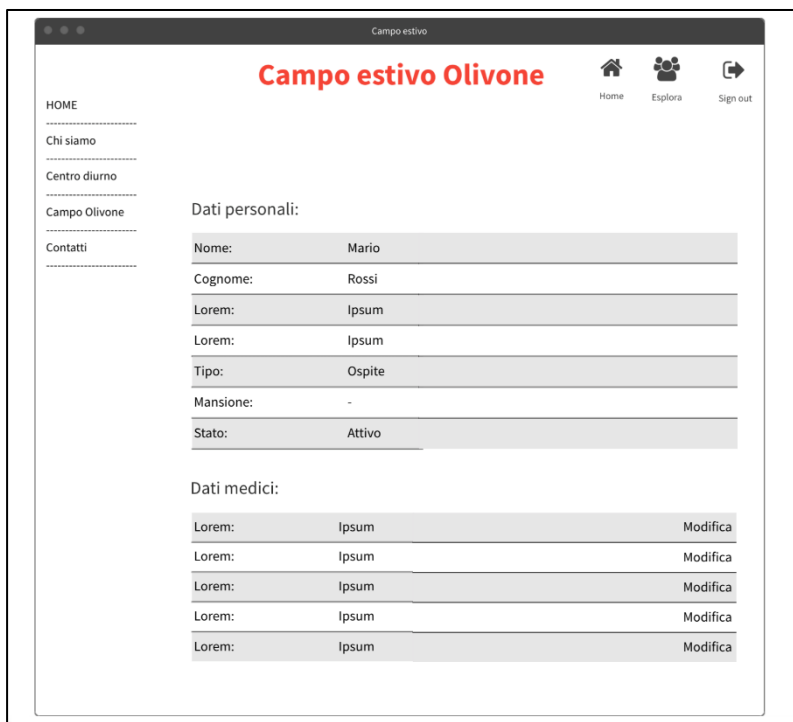 Campo estivo
Campo estivo Olivone
Home Esplora Sign out
HOME
------------------------
Chi siamo
------------------------
Centro diurno
------------------------
Campo Olivone
------------------------
Contatti
------------------------
Dati personali:
Nome: Mario
Cognome: Rossi
Lorem: Ipsum
Lorem: Ipsum
Tipo: Ospite
Mansione: -
Stato: Attivo
Dati medici:
Lorem: Ipsum Modifica
Lorem: Ipsum Modifica
Lorem: Ipsum Modifica
Lorem: Ipsum Modifica
Lorem: Ipsum Modifica